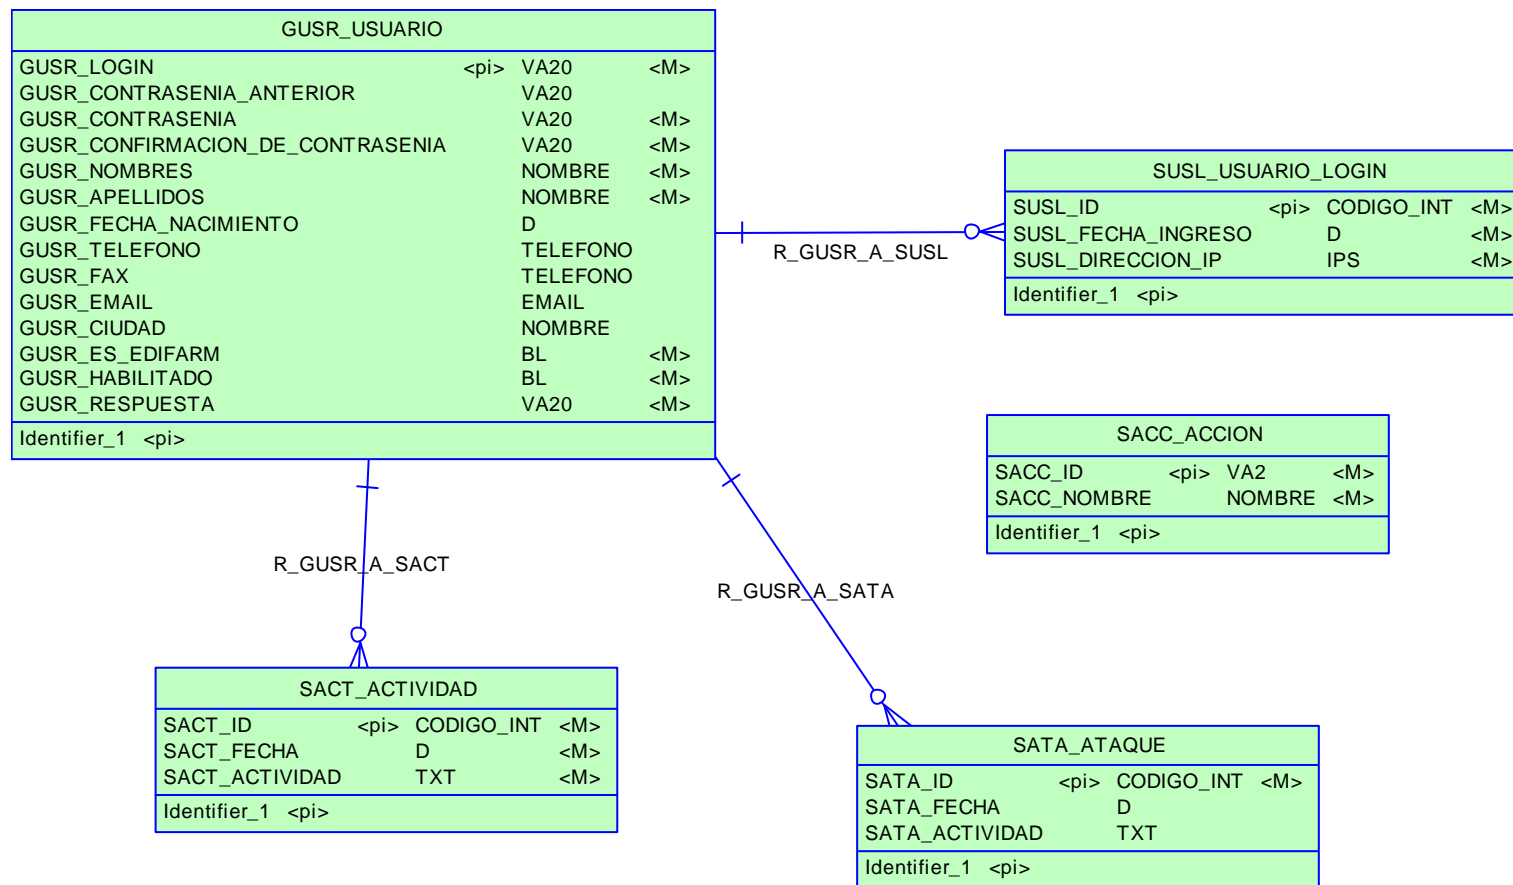 GUSR_USUARIO
GUSR_LOGIN <pi> VA20 <M>
GUSR_CONTRASENIA_ANTERIOR VA20
GUSR_CONTRASENIA VA20 <M>
GUSR_CONFIRMACION_DE_CONTRASENIA VA20 <M>
GUSR_NOMBRES NOMBRE <M>
GUSR_APELLIDOS NOMBRE <M>
GUSR_FECHA_NACIMIENTO D
GUSR_TELEFONO TELEFONO
GUSR_FAX TELEFONO
GUSR_EMAIL EMAIL
GUSR_CIUDAD NOMBRE
GUSR_ES_EDIFARM BL <M>
GUSR_HABILITADO BL <M>
GUSR_RESPUESTA VA20 <M>
Identifier_1 <pi>
R_GUSR_A_SUSL
SUSL_USUARIO_LOGIN
SUSL_ID <pi> CODIGO_INT <M>
SUSL_FECHA_INGRESO D <M>
SUSL_DIRECCION_IP IPS <M>
Identifier_1 <pi>
SACC_ACCION
SACC_ID <pi> VA2 <M>
SACC_NOMBRE NOMBRE <M>
Identifier_1 <pi>
R_GUSR_A_SACT
R_GUSR_A_SATA
SACT_ACTIVIDAD
SACT_ID <pi> CODIGO_INT <M>
SACT_FECHA D <M>
SACT_ACTIVIDAD TXT <M>
Identifier_1 <pi>
SATA_ATAQUE
SATA_ID <pi> CODIGO_INT <M>
SATA_FECHA D
SATA_ACTIVIDAD TXT
Identifier_1 <pi>